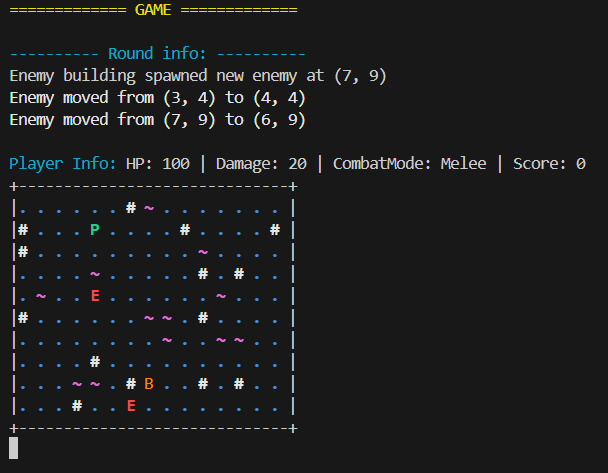 ============= GAME =============
---------- Round info: ----------
Enemy building spawned new enemy at (7, 9)
Enemy moved from (3, 4) to (4, 4)
Enemy moved from (7, 9) to (6, 9)
Player Info: HP: 100 | Damage: 20 | CombatMode: Melee | Score: 0
+------------------------------+
|. . . . . . # ~ . . . . . . . |
|# . . . P . . . . # . . . . # |
|# . . . . . . . . . ~ . . . . |
|. . . . ~ . . . . . # . # . . |
|. ~ . . E . . . . . . ~ . . . |
|# . . . . . . ~ ~ . # . . . . |
|. . . . . . . . ~ . . ~ ~ . . |
|. . . . # . . . . . . . . . . |
|. . . ~ ~ . # B . . # . # . . |
|. . . # . . E . . . . . . . . |
+------------------------------+